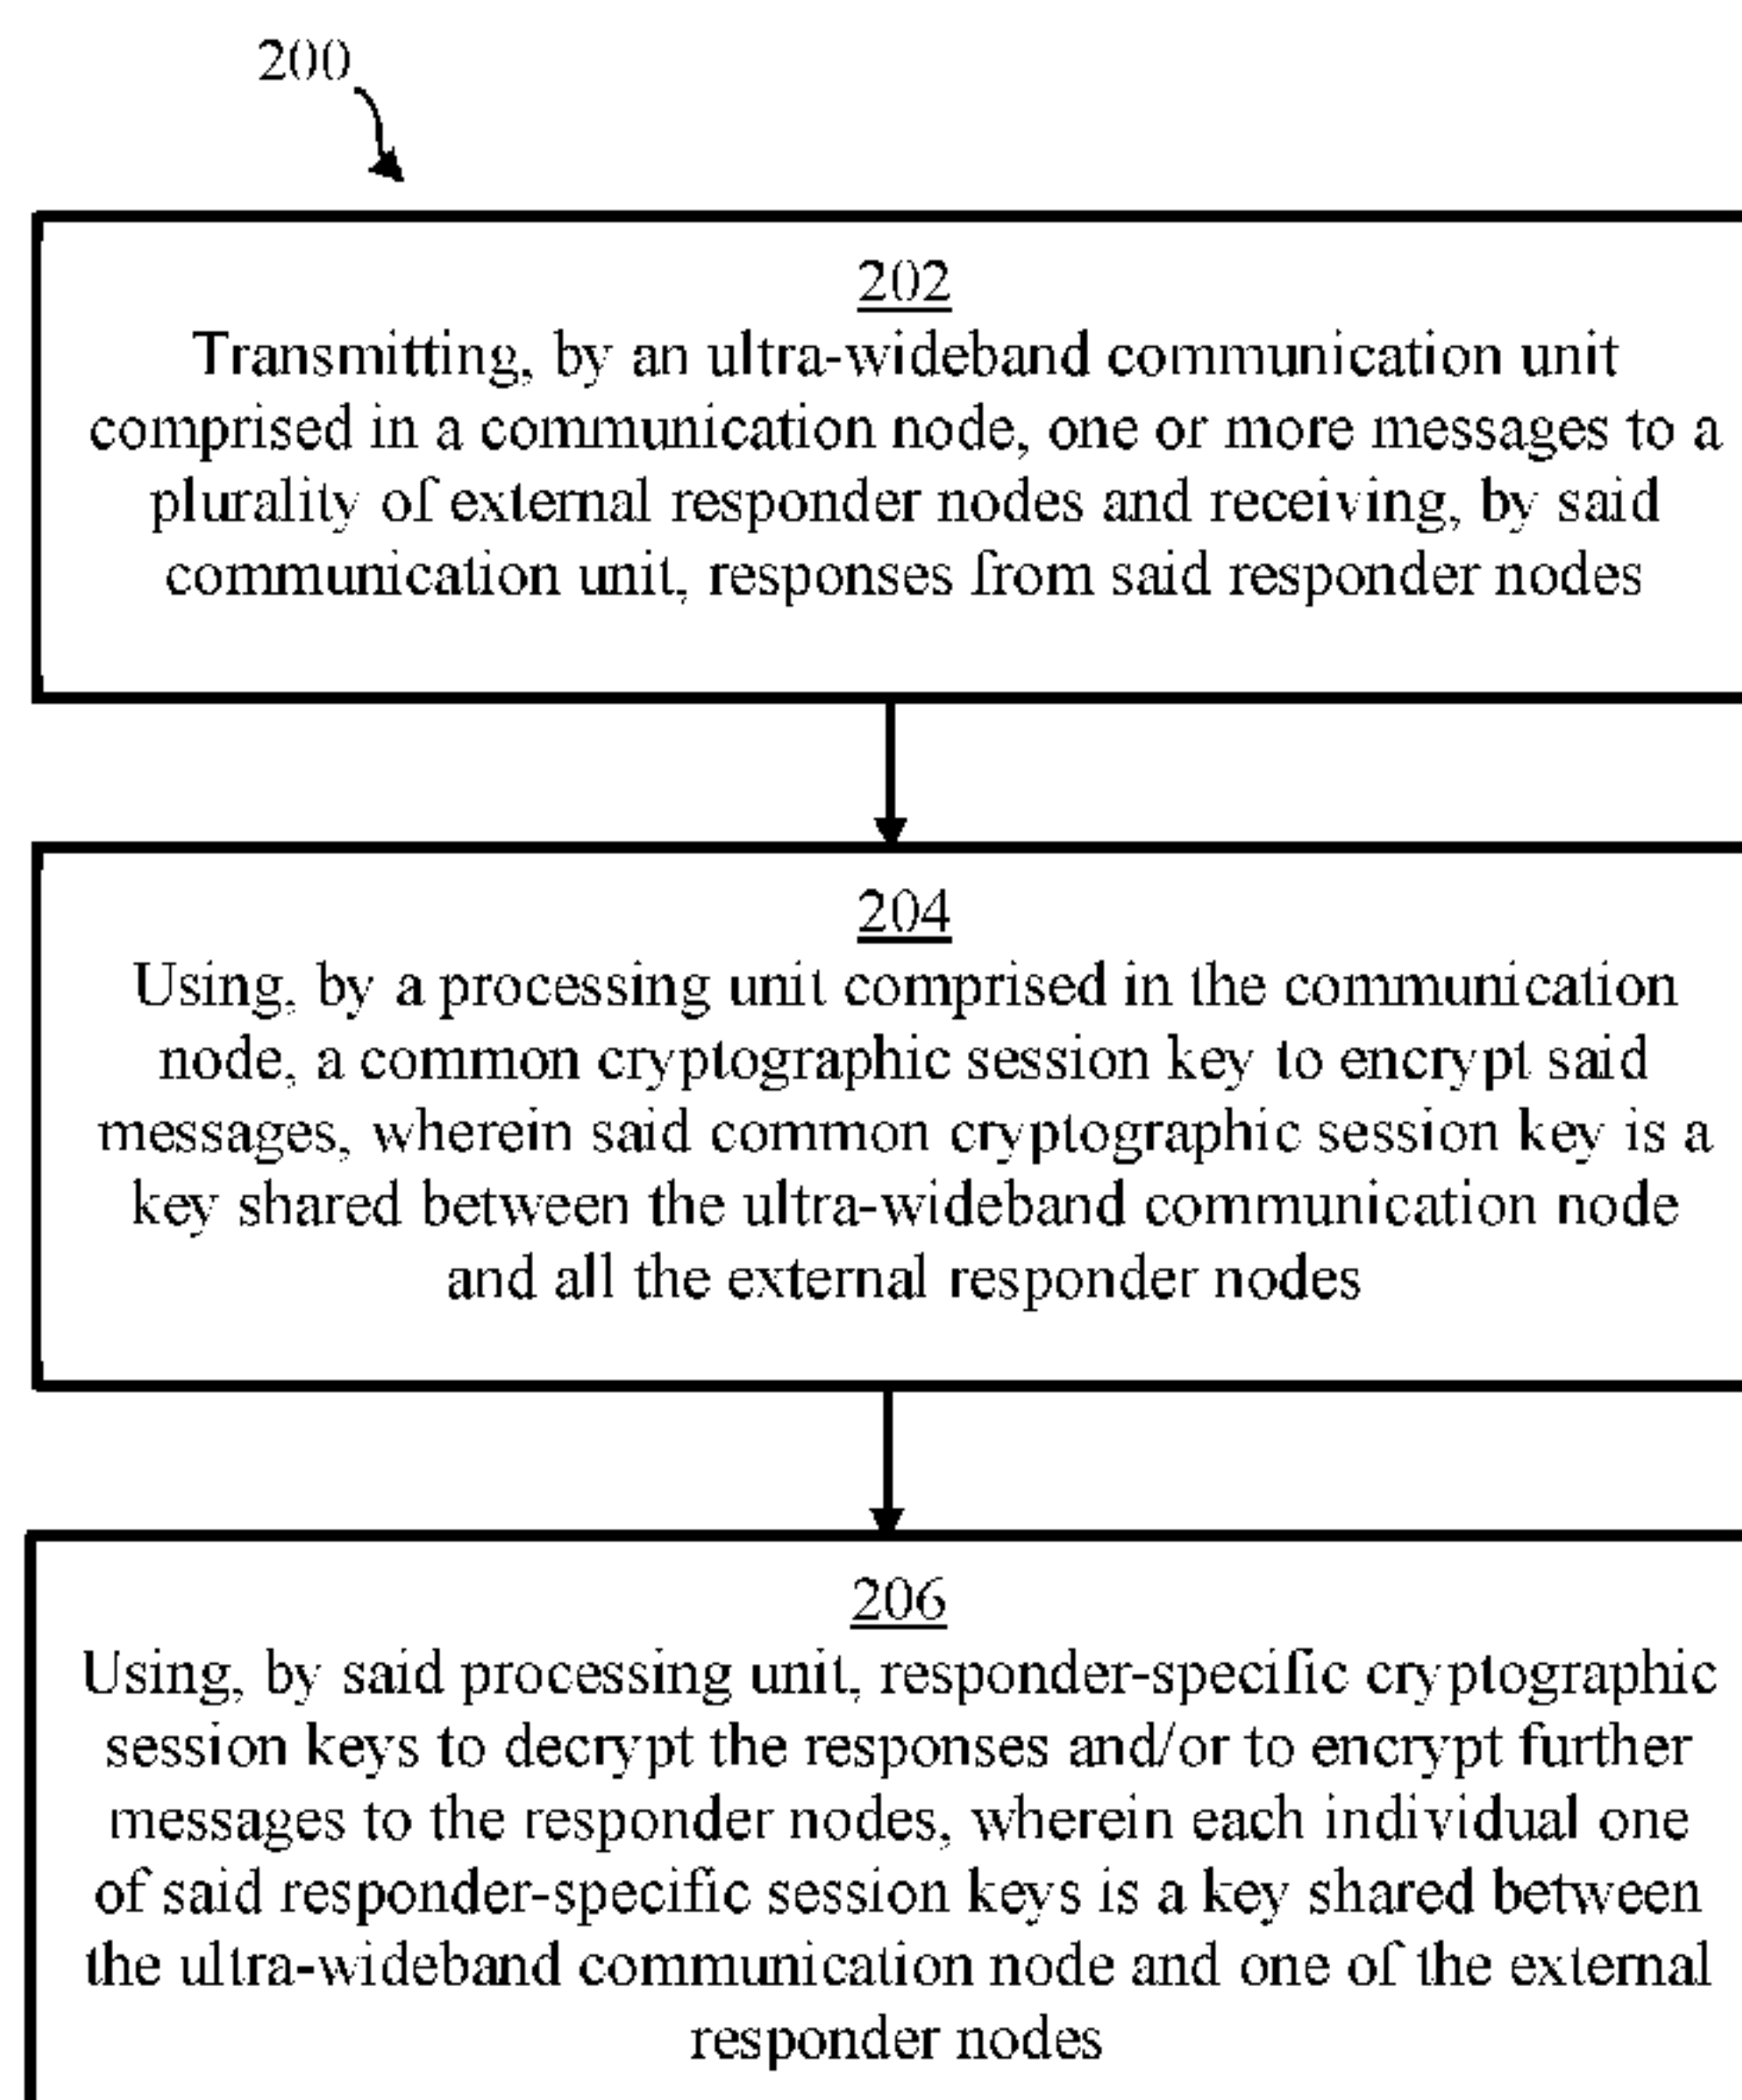 200
202
Transmitting, by an ultra-wideband communication unit
comprised in a communication node, one or more messages to a
plurality of external responder nodes and receiving, by said
communication unit, responses from said responder nodes
204
Using, by a processing unit comprised in the communication
node, a common cryptographic session key to encrypt said
messages, wherein said common cryptographic session key is a
key shared between the ultra-wideband communication node
and all the external responder nodes
206
Using, by said processing unit, responder-specific cryptographic
session keys to decrypt the responses and/or to encrypt further
messages to the responder nodes, wherein each individual one
of said responder-specific session keys is a key shared between
the ultra-wideband communication node and one of the external
responder nodes